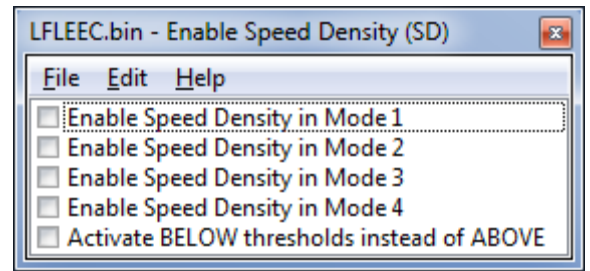 LFLEEC.bin - Enable Speed Density (SD)
File Edit Help
Enable Speed Density in Mode 1
Enable Speed Density in Mode 2
Enable Speed Density in Mode 3
Enable Speed Density in Mode 4
Activate BELOW thresholds instead of ABOVE